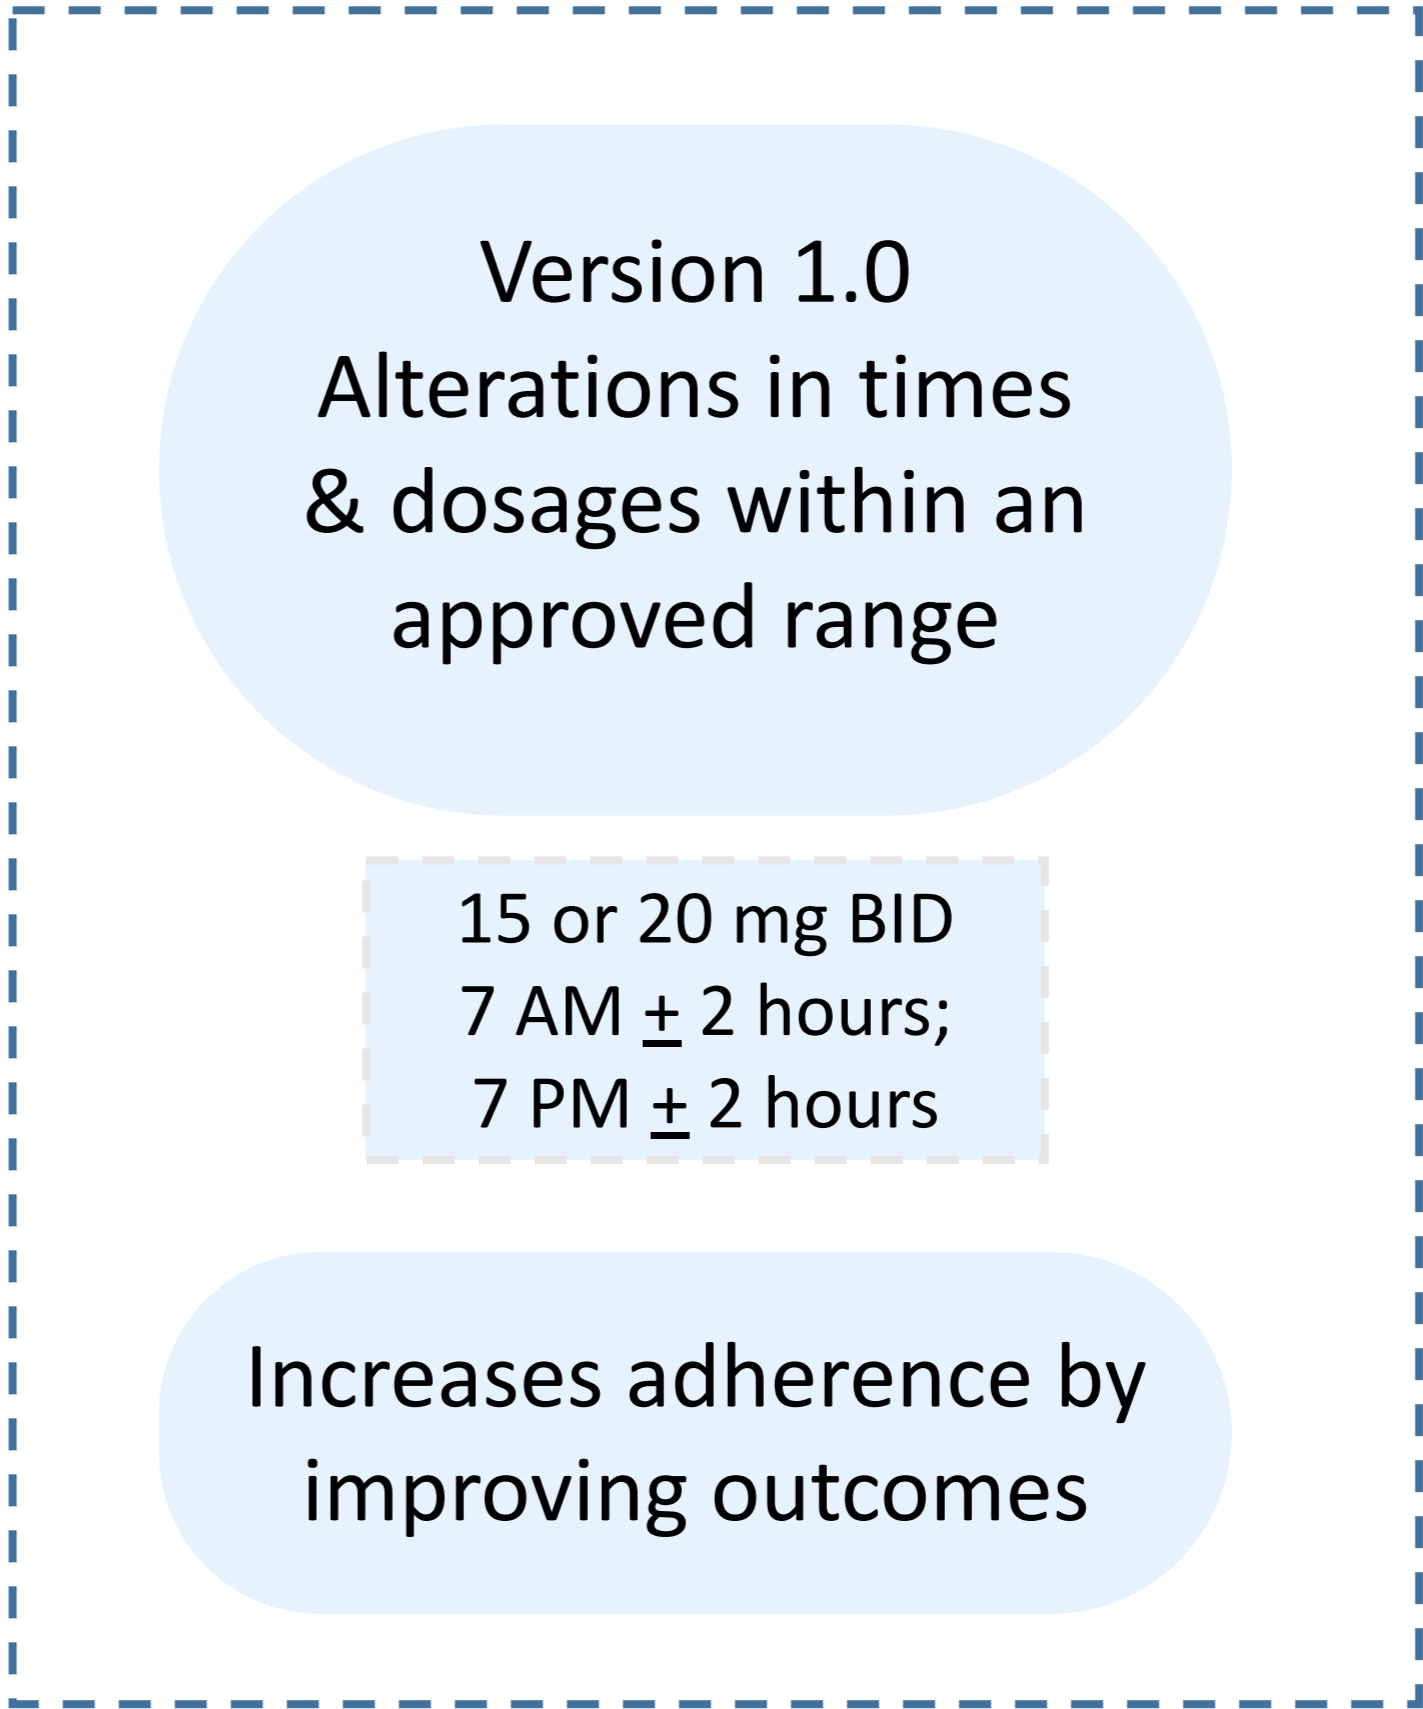 Version 1.0
Alterations in times
& dosages within an
approved range
15 or 20 mg BID
7 AM ± 2 hours;
7 PM ± 2 hours
Increases adherence by
improving outcomes